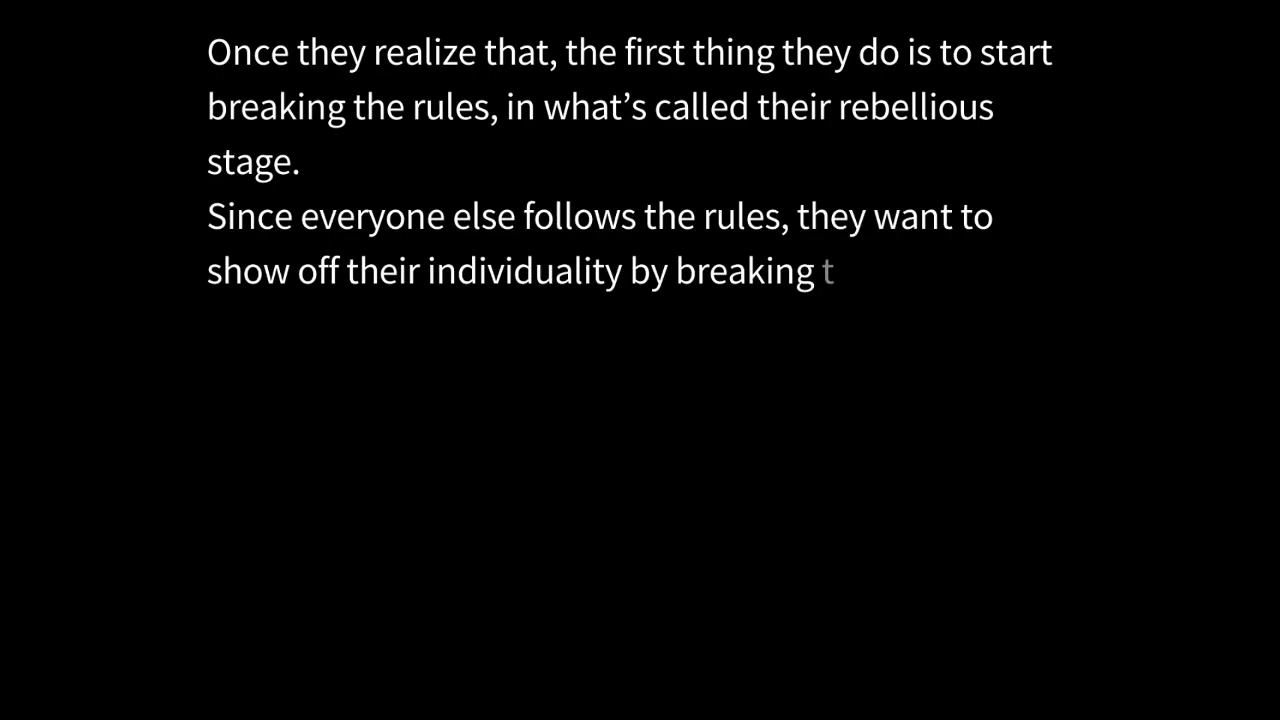 Once they realize that, the first thing they do is to start
breaking the rules, in what’s called their rebellious
stage.
Since everyone else follows the rules, they want to
show off their individuality by breaking t